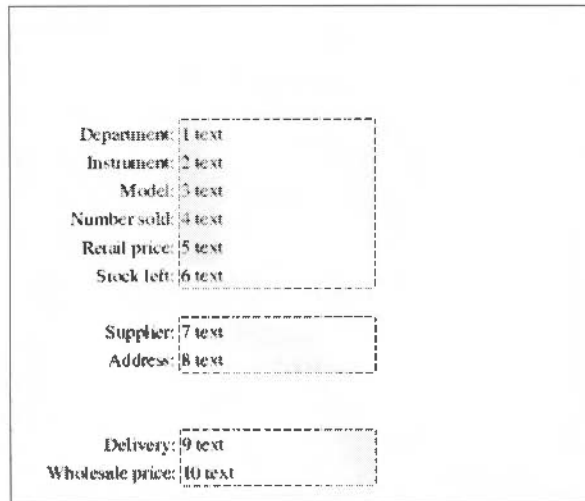 Department: 1 text
Instrument: 2 text
Model: 3 text
Number sold: 4 text
Retail price: 5 text
Stock left: 6 text
Supplier: 7 text
Address: 8 text
Delivery: 9 text
Wholesale price: 10 text